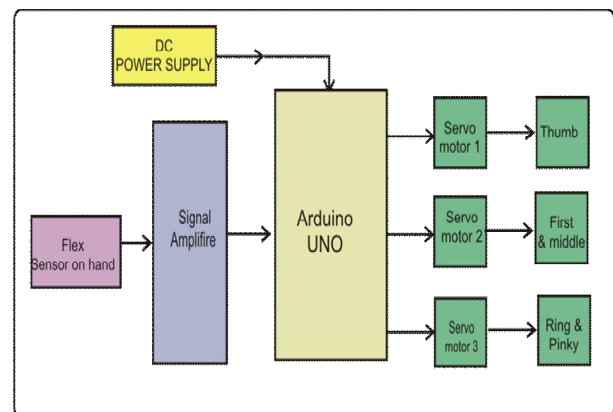 DC
POWER SUPPLY
Flex
Sensor on hand
Signal
Amplifire
Arduino
UNO
Servo
motor 1
Thumb
Servo
motor 2
First
& middle
Servo
motor 3
Ring &
Pinky